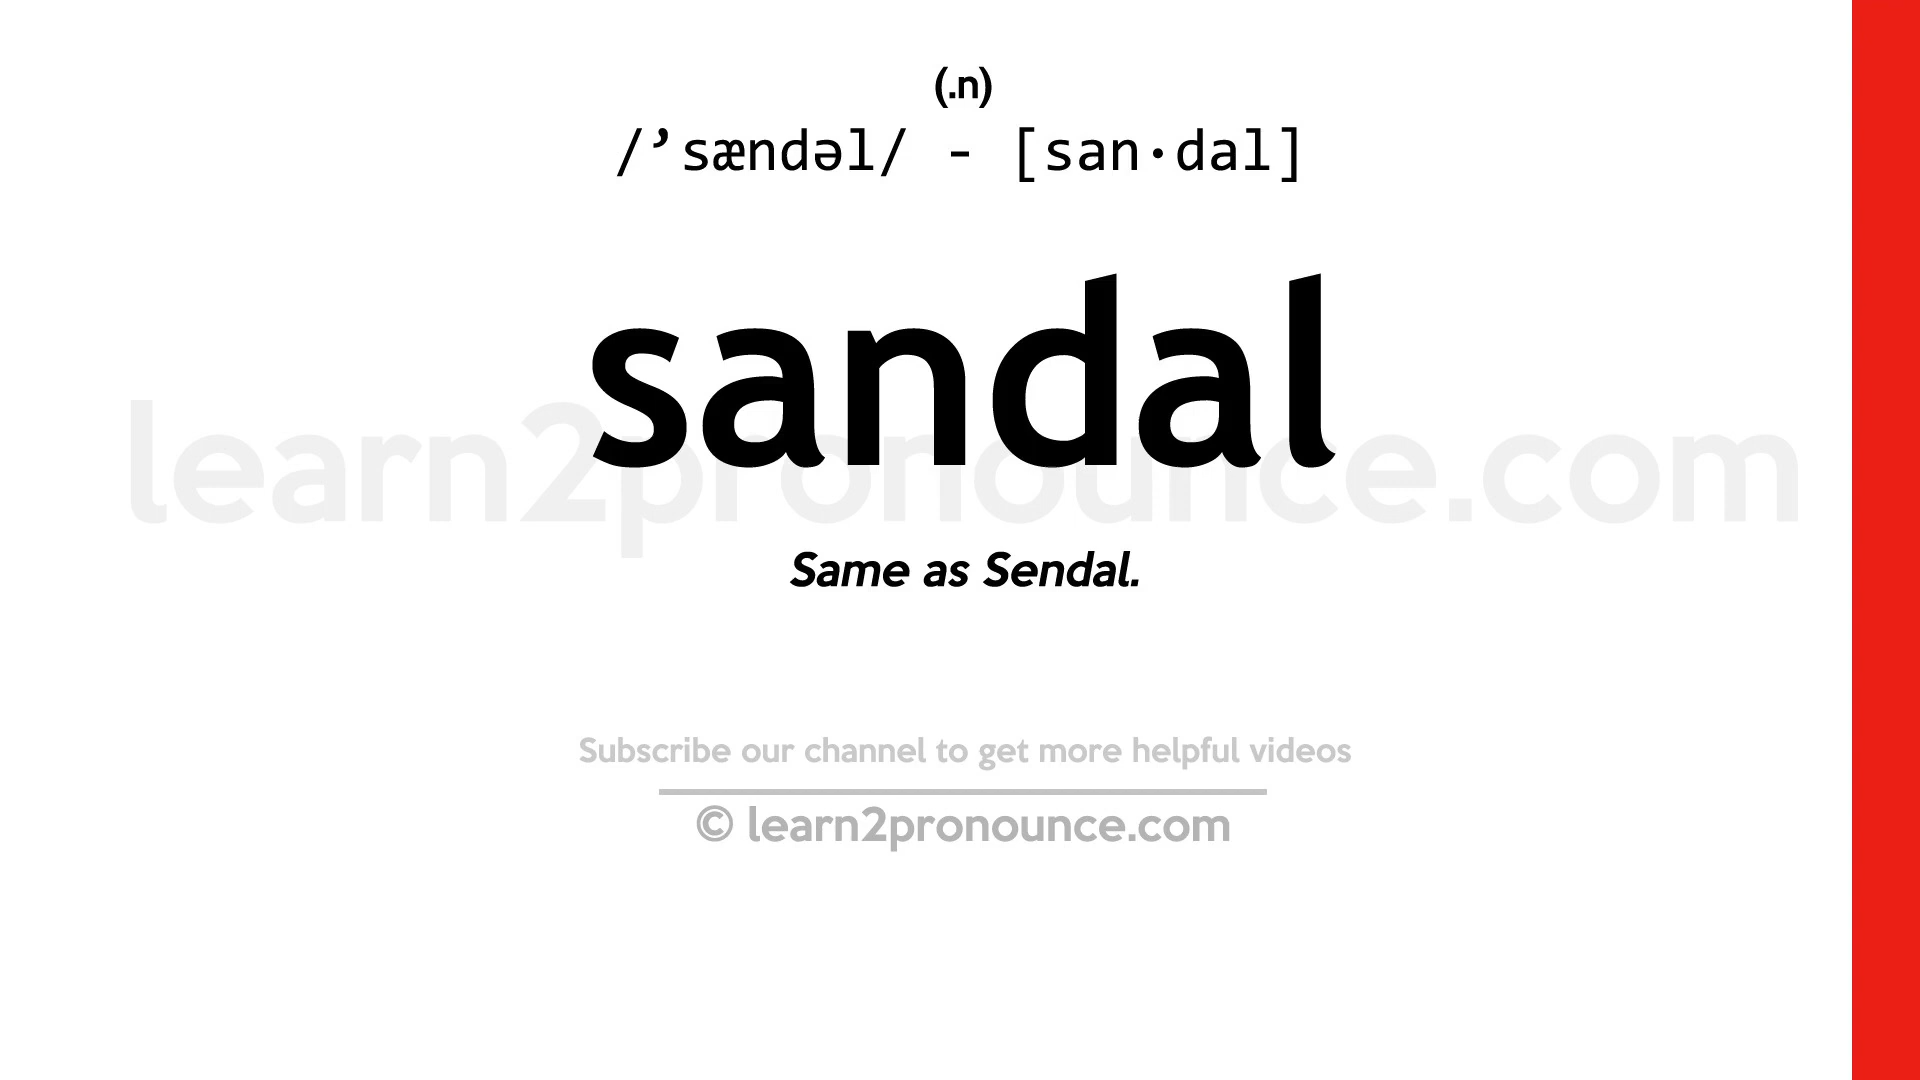 (.n)
/’sændəl/ - [san·dal]
sandal
learn2pronounce.com
Same as Sendal.
Subscribe our channel to get more helpful videos
© learn2pronounce.com